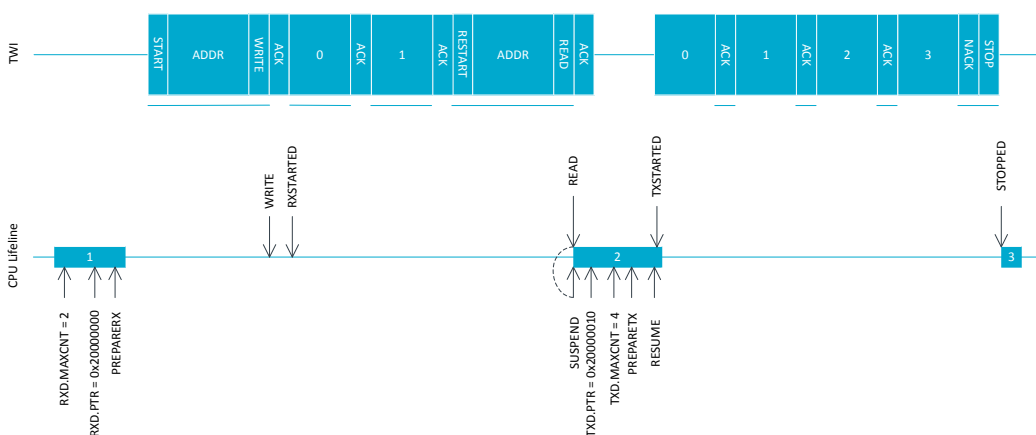 TWI
START
ADDR
WRITE
ACK
0
ACK
1
ACK
RESTART
ADDR
READ
ACK
0
ACK
1
ACK
2
ACK
3
NACK
STOP
CPU Lifeline
WRITE
RXSTARTED
READ
TXSTARTED
STOPPED
1
2
3
RXD.MAXCNT = 2
RXD.PTR = 0x20000000
PREPARERX
SUSPEND
TXD.PTR = 0x20000010
TXD.MAXCNT = 4
PREPARETX
RESUME